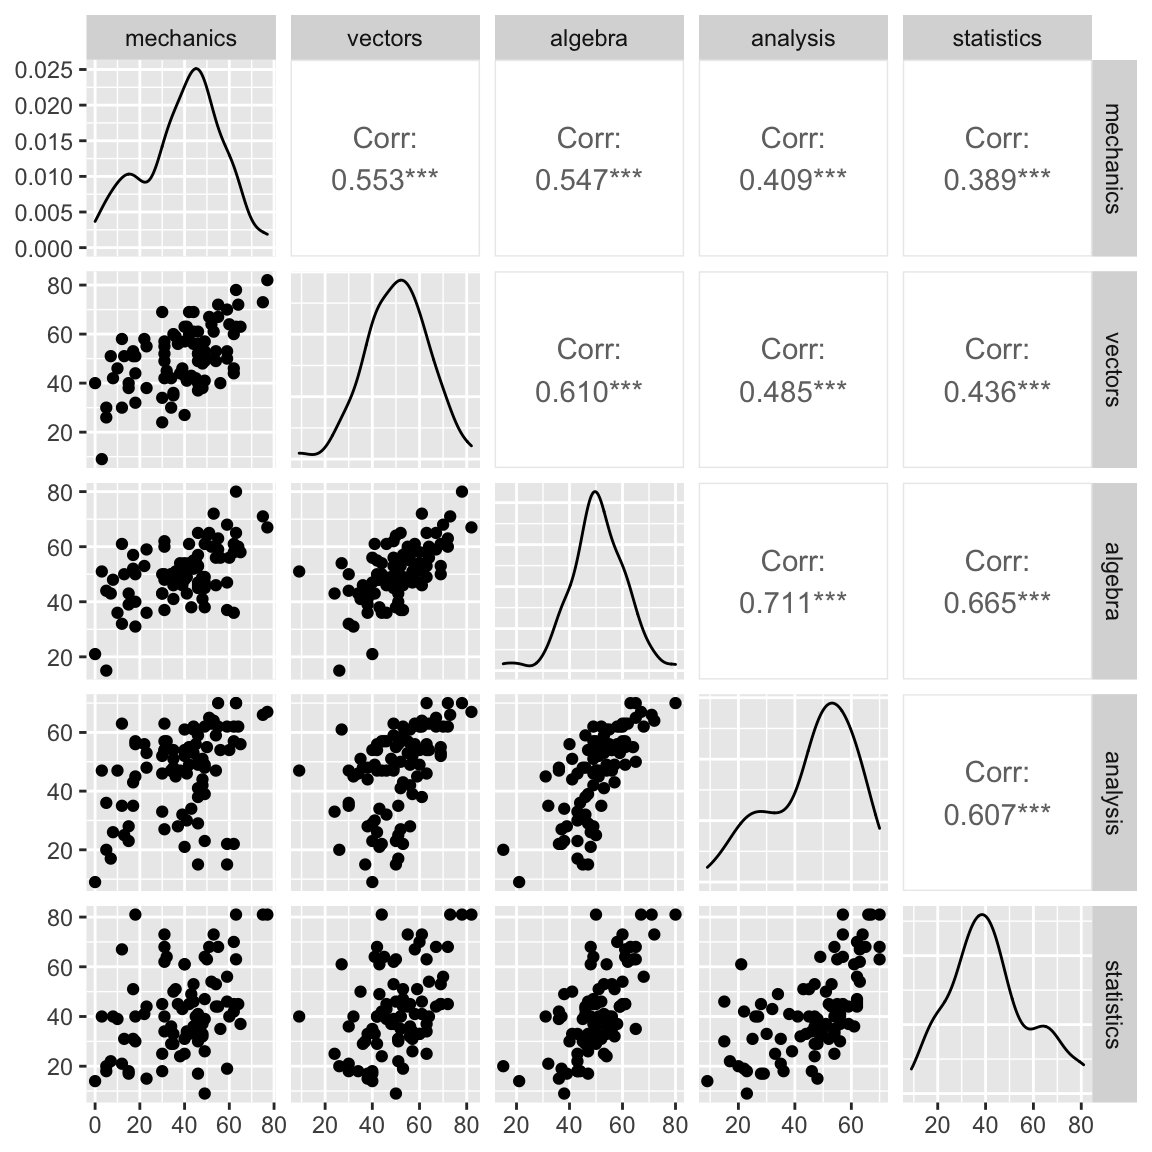 mechanics vectors algebra analysis statistics
0.025
0.020
0.015
0.010
0.005
0.000
Corr:
0.553***
Corr:
0.547***
Corr:
0.409***
Corr:
0.389***
mechanics
80
60
40
20
Corr:
0.610***
Corr:
0.485***
Corr:
0.436***
vectors
80
60
40
20
Corr:
0.711***
Corr:
0.665***
algebra
60
40
20
Corr:
0.607***
analysis
80
60
40
20
statistics
0 20 40 60 80 20 40 60 80 20 40 60 80 20 40 60 20 40 60 80